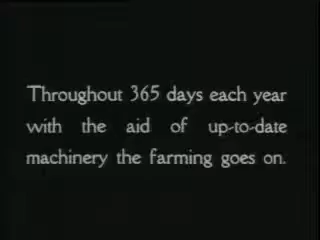 Throughout 365 days each year
with the aid of up-to-date
machinery the farming goes on.